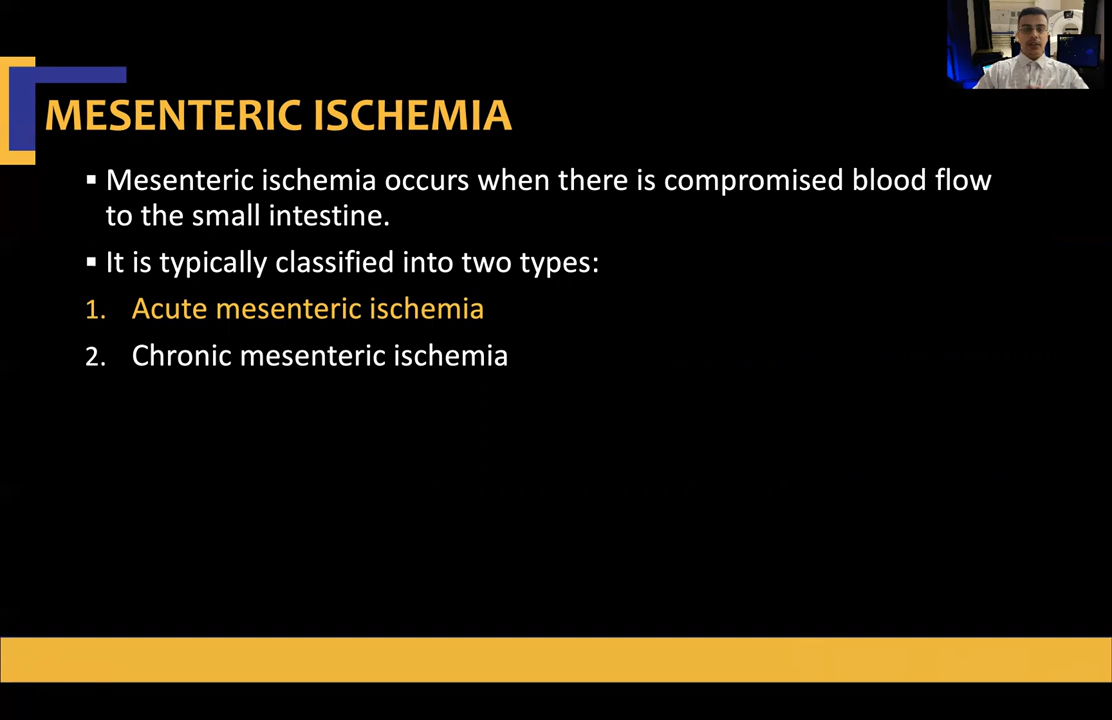 MESENTERIC ISCHEMIA
▪ Mesenteric ischemia occurs when there is compromised blood flow
to the small intestine.
▪ It is typically classified into two types:
1. Acute mesenteric ischemia
2. Chronic mesenteric ischemia